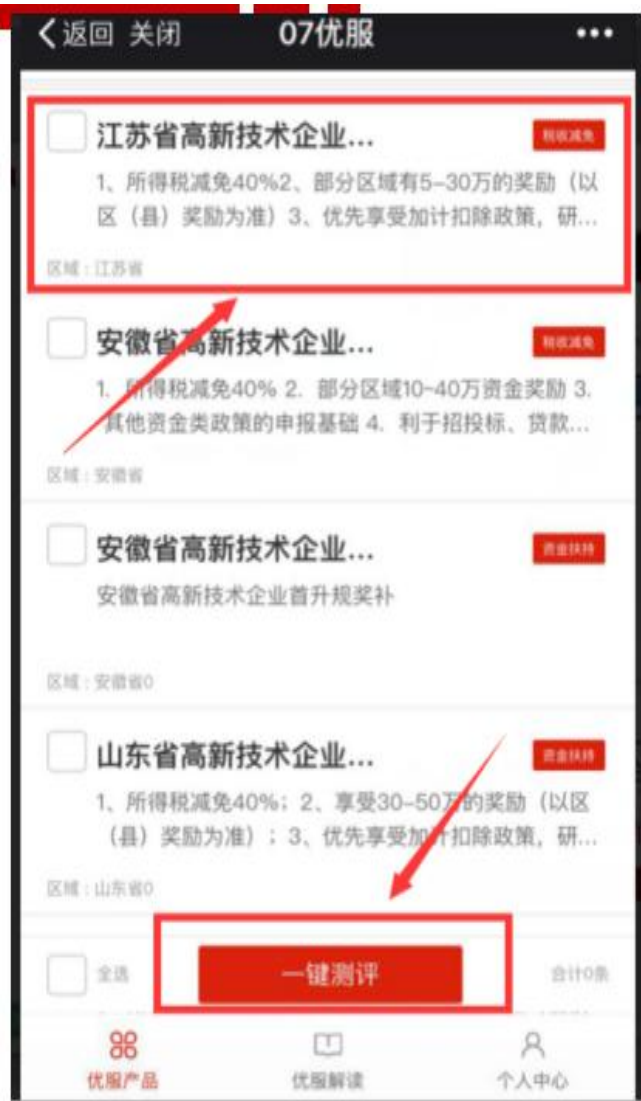 返回 关闭 07优服
江苏省高新技术企业... 税收减免
1、所得税减免40%2、部分区域有5-30万的奖励（以
区（县）奖励为准）3、优先享受加计扣除政策，研...
区域：江苏省
安徽省高新技术企业... 税收减免
1. 所得税减免40% 2. 部分区域10-40万资金奖励 3.
其他资金类政策的申报基础 4. 利于招投标、贷款...
区域：安徽省
安徽省高新技术企业... 资金扶持
安徽省高新技术企业首升规奖补
区域：安徽省0
山东省高新技术企业... 资金扶持
1、所得税减免40%；2、享受30-50万的奖励（以区
（县）奖励为准）；3、优先享受加计扣除政策，研...
区域：山东省0
全选 一键测评 合计0条
优服产品 优服解读 个人中心